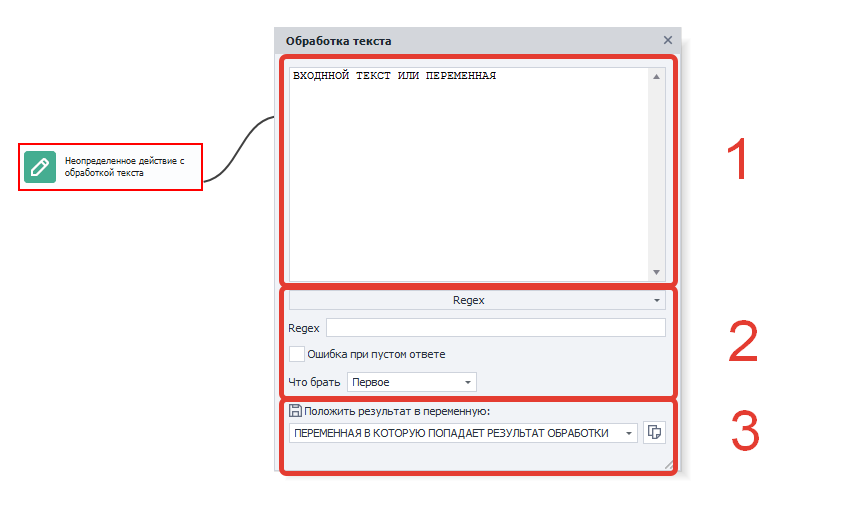 Обработка текста
ВХОДННОЙ ТЕКСТ ИЛИ ПЕРЕМЕННАЯ
1
Неопределенное действие с
обработкой текста
Regex
Regex
2
Ошибка при пустом ответе
Что брать Первое
Положить результат в переменную:
ПЕРЕМЕННАЯ В КОТОРУЮ ПОПАДАЕТ РЕЗУЛЬТАТ ОБРАБОТКИ
3